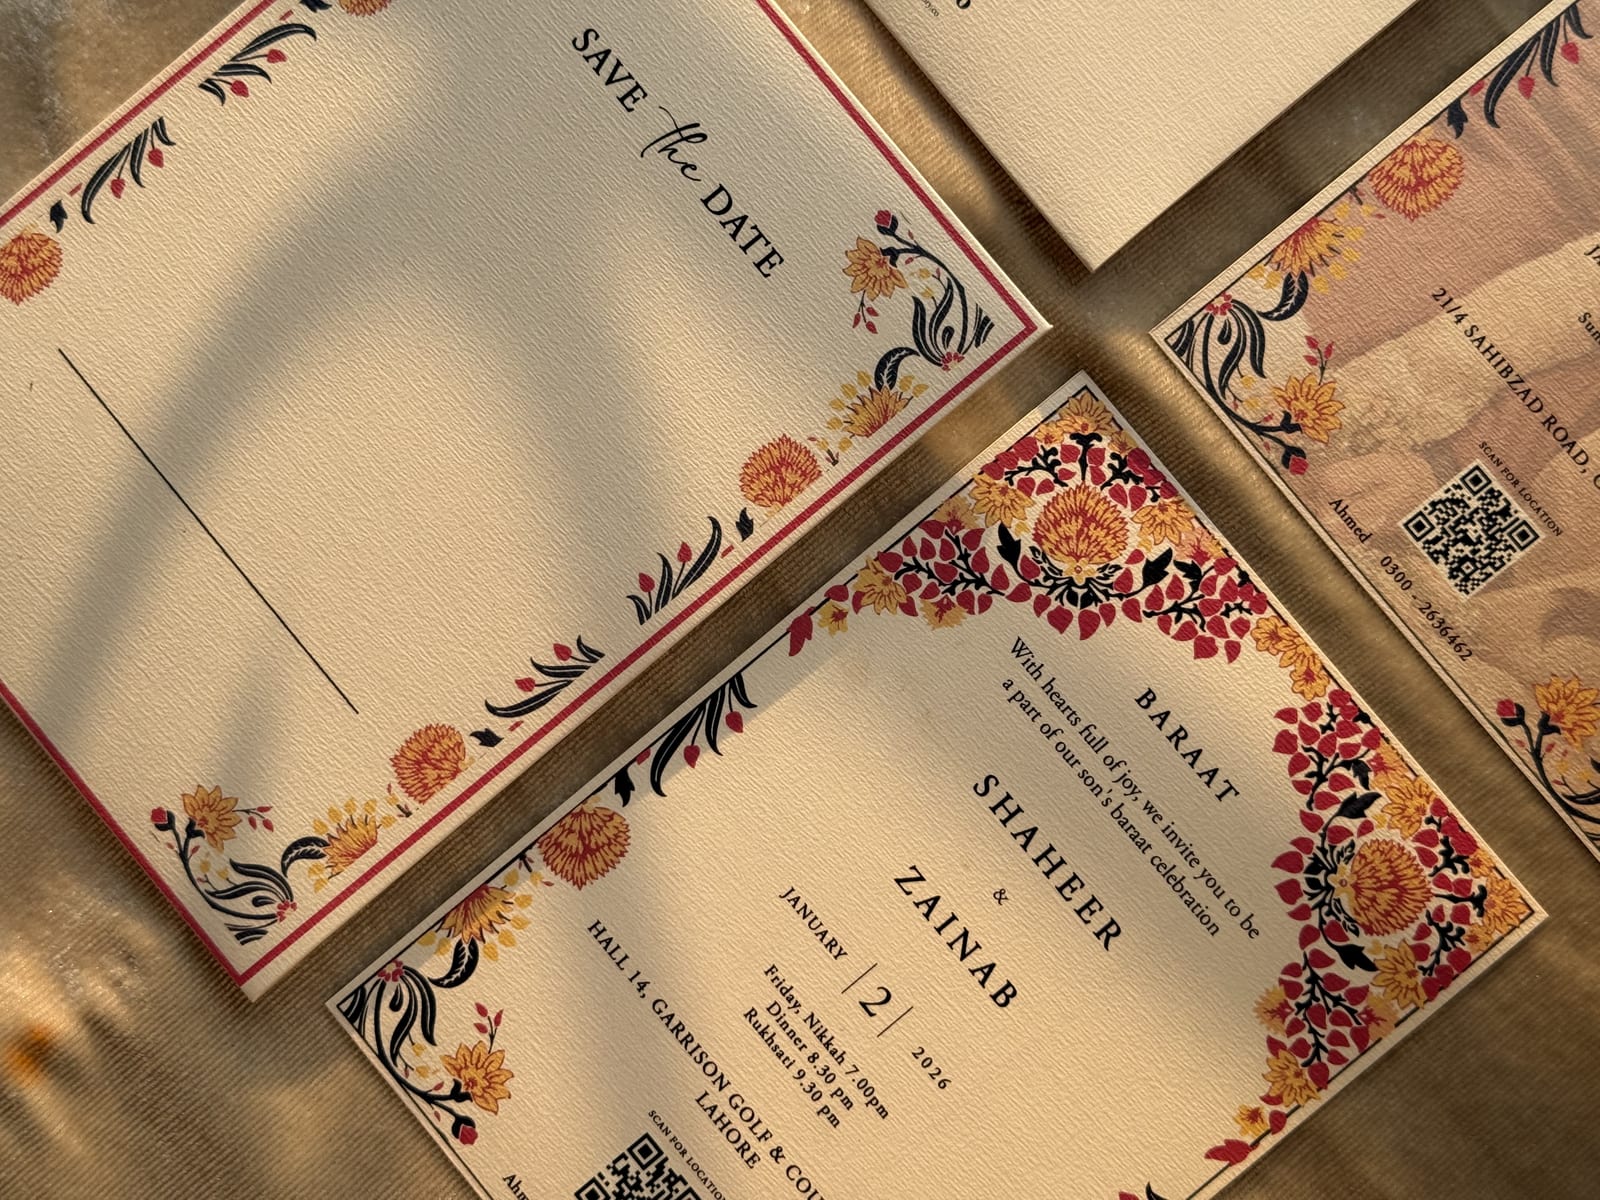 SAVE the DATE
BARAAT
With hearts full of joy, we invite you to be
a part of our son's baraat celebration
SHAHEER
&
ZAINAB
JANUARY | 2 | 2026
Friday, Nikkah 7.00pm
Dinner 8.30 pm
Rukhsati 9.30 pm
HALL 14, GARRISON GOLF &
LAHORE
SCAN FOR LOCATION
21/4 SAHIBZAD ROAD,
SCAN FOR LOCATION
Ahmed 0300 - 2636462